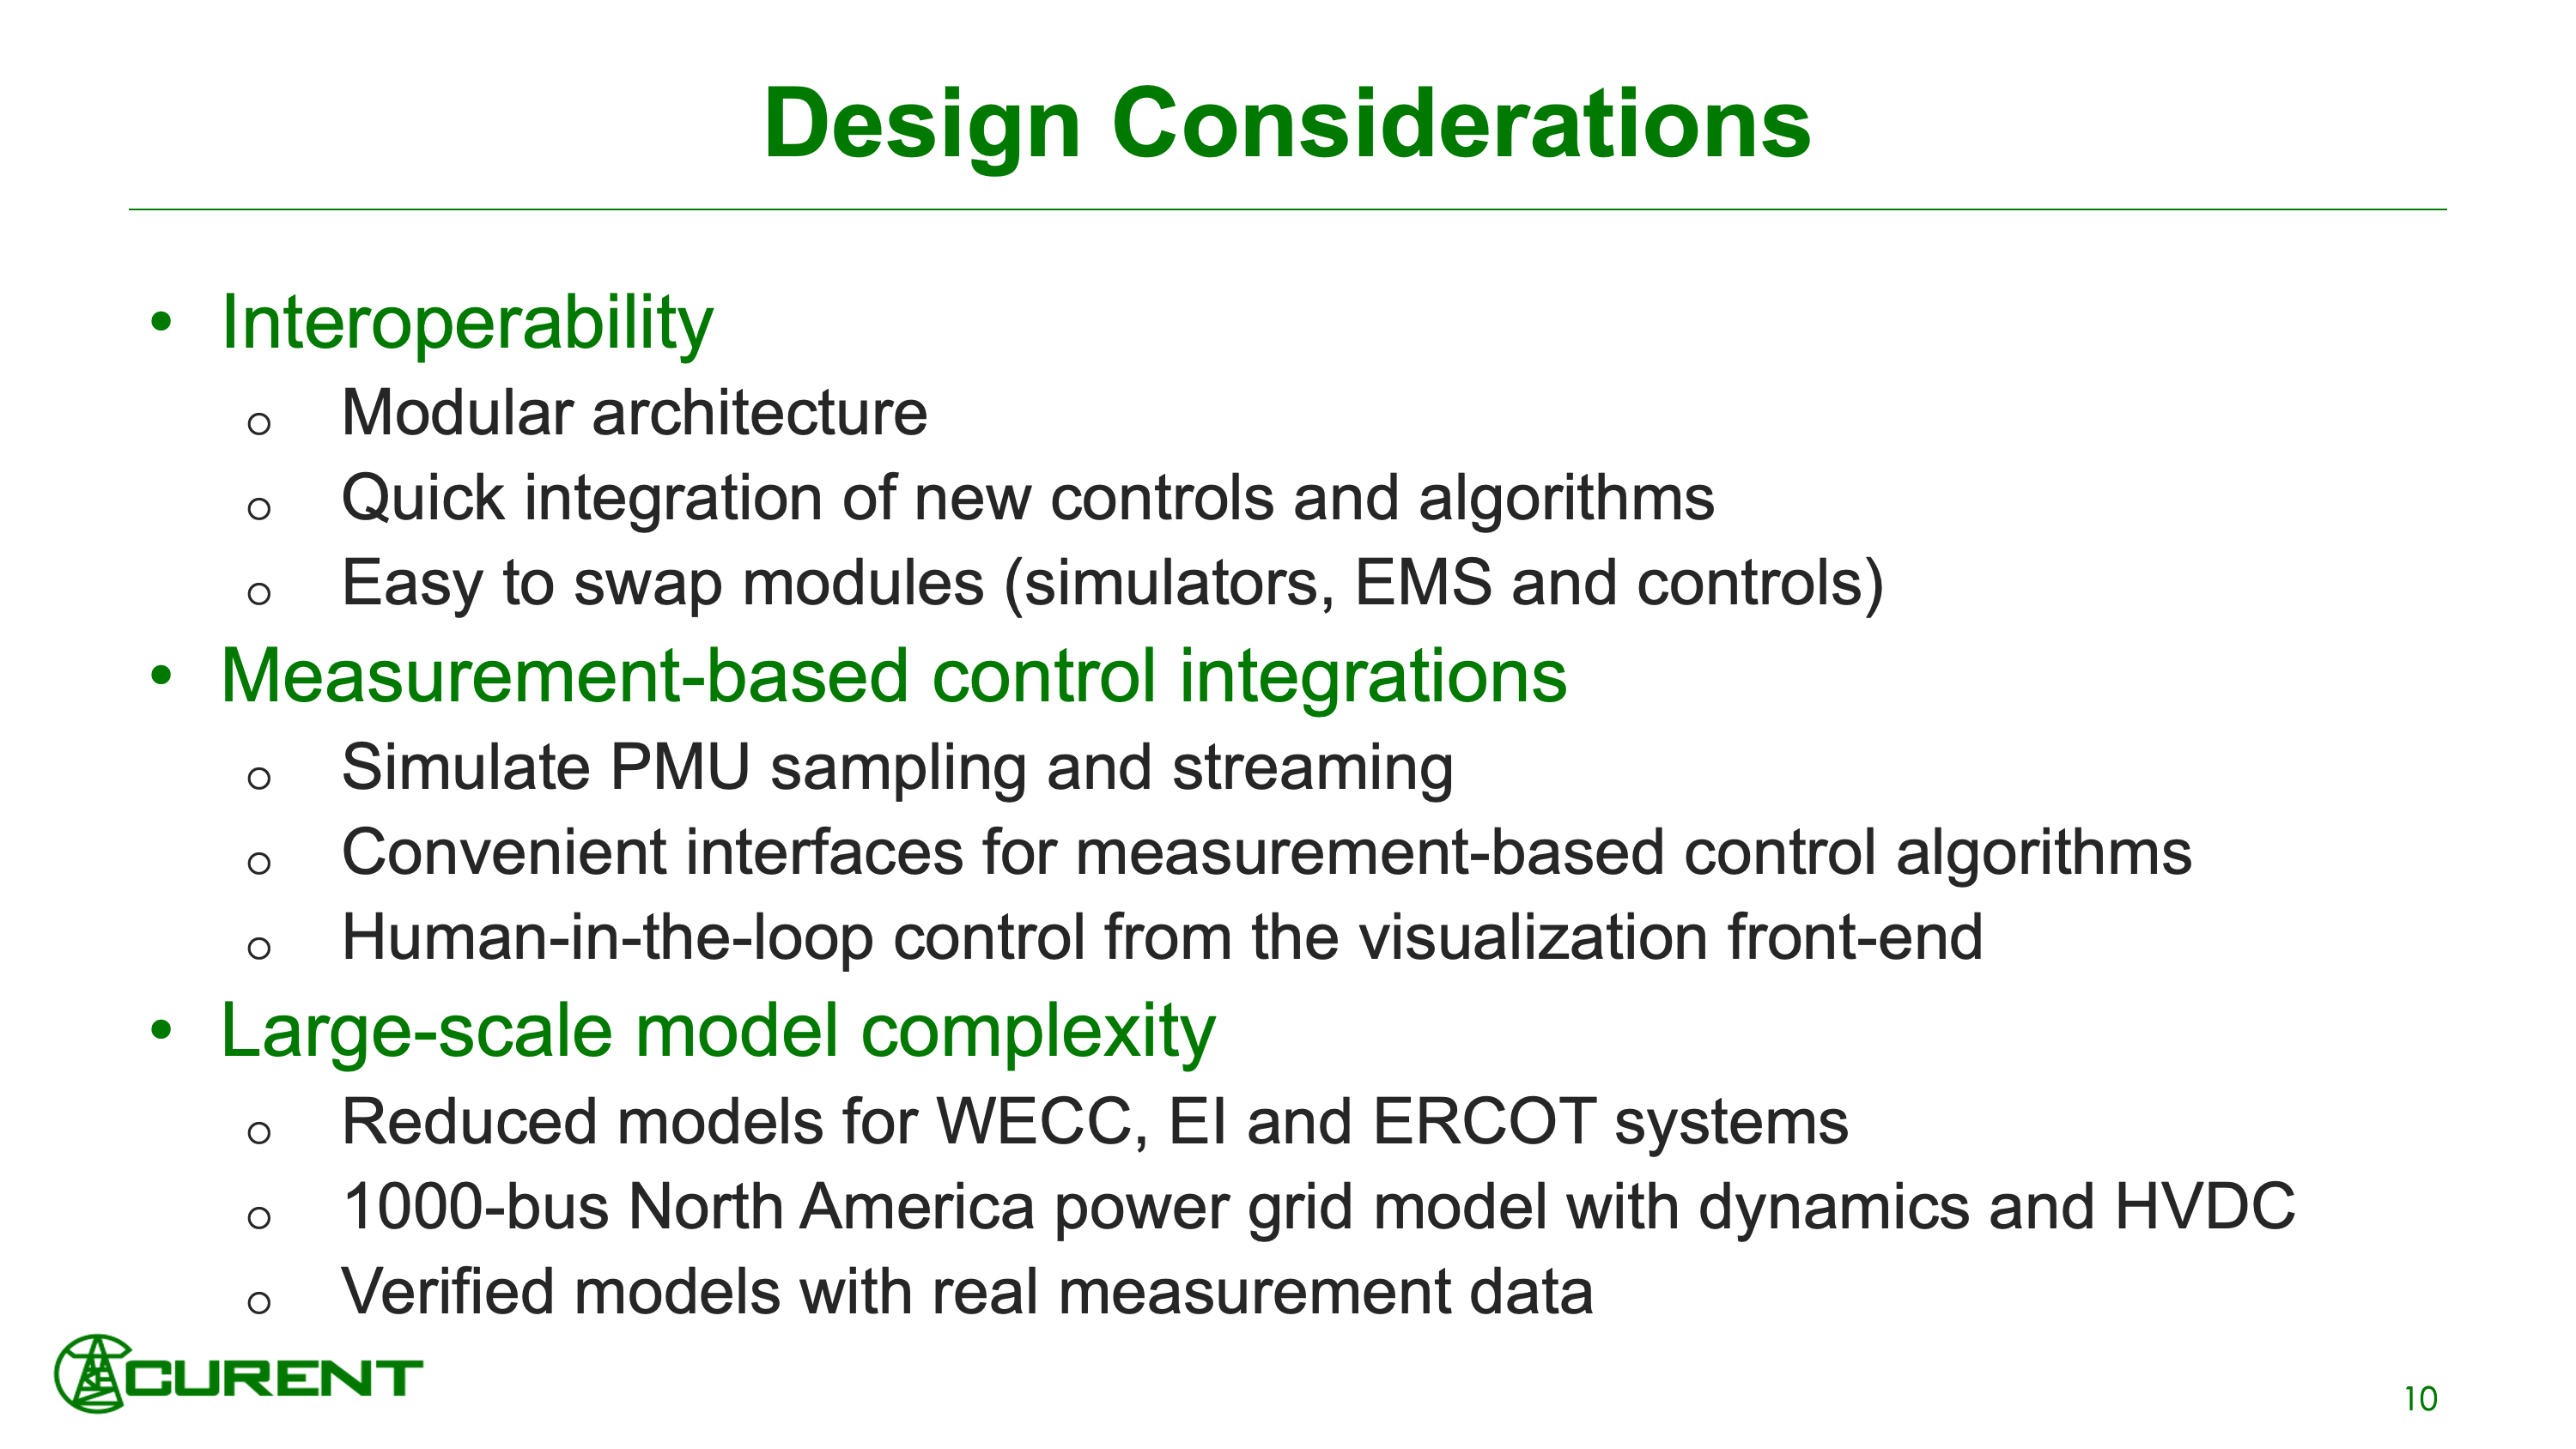 Design Considerations
• Interoperability
o Modular architecture
o Quick integration of new controls and algorithms
o Easy to swap modules (simulators, EMS and controls)
• Measurement-based control integrations
o Simulate PMU sampling and streaming
o Convenient interfaces for measurement-based control algorithms
o Human-in-the-loop control from the visualization front-end
• Large-scale model complexity
o Reduced models for WECC, EI and ERCOT systems
o 1000-bus North America power grid model with dynamics and HVDC
o Verified models with real measurement data
CURENT
10